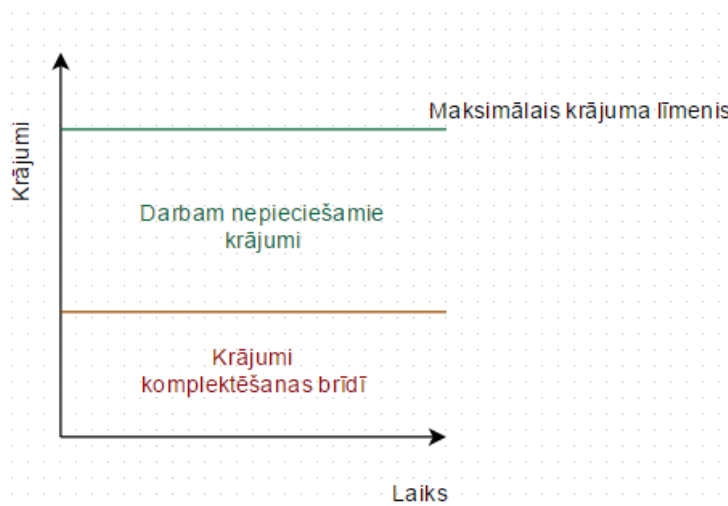 Maksimālais krājuma līmenis
Krājumi
Darbam nepieciešamie
krājumi
Krājumi
komplektēšanas brīdī
Laiks